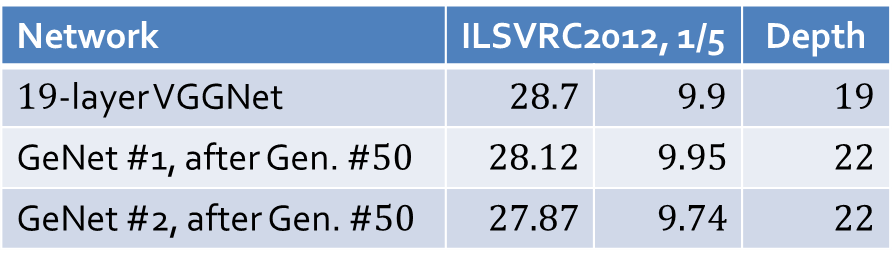 Network ILSVRC2012, 1/5 Depth
19-layer VGGNet 28.7 9.9 19
GeNet #1, after Gen. #50 28.12 9.95 22
GeNet #2, after Gen. #50 27.87 9.74 22